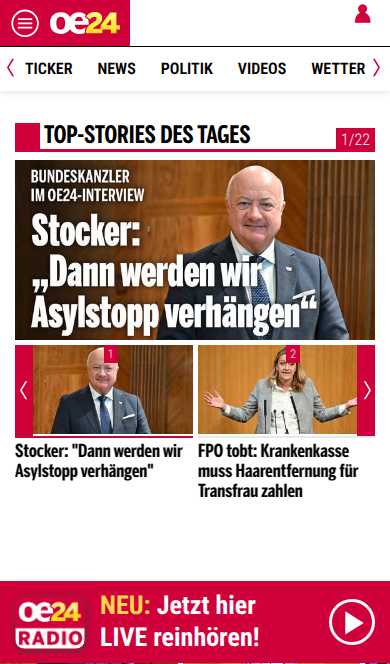 oe24
TICKER NEWS POLITIK VIDEOS WETTER
TOP-STORIES DES TAGES
1/22
BUNDESKANZLER
IM OE24-INTERVIEW
Stocker:
„Dann werden wir
Asylstopp verhängen“
1
2
Stocker: "Dann werden wir
Asylstopp verhängen"
FPÖ tobt: Krankenkasse
muss Haarentfernung für
Transfrau zahlen
oe24
RADIO
NEU: Jetzt hier
LIVE reinhören!